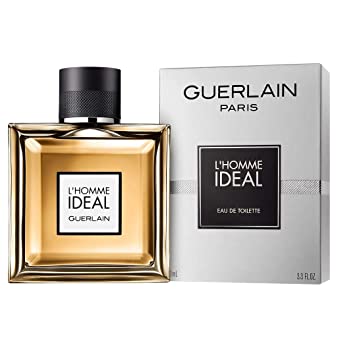 L'HOMME
IDEAL
GUERLAIN
GUERLAIN
PARIS
L'HOMME
IDEAL
EAU DE TOILETTE
3.3 FL.OZ.